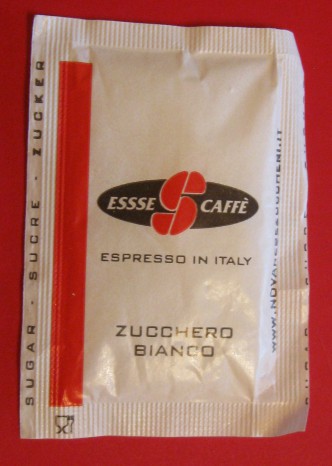 SUGAR · SUCRE · ZUCKER
ESSSE S CAFFÈ
ESPRESSO IN ITALY
ZUCCHERO
BIANCO